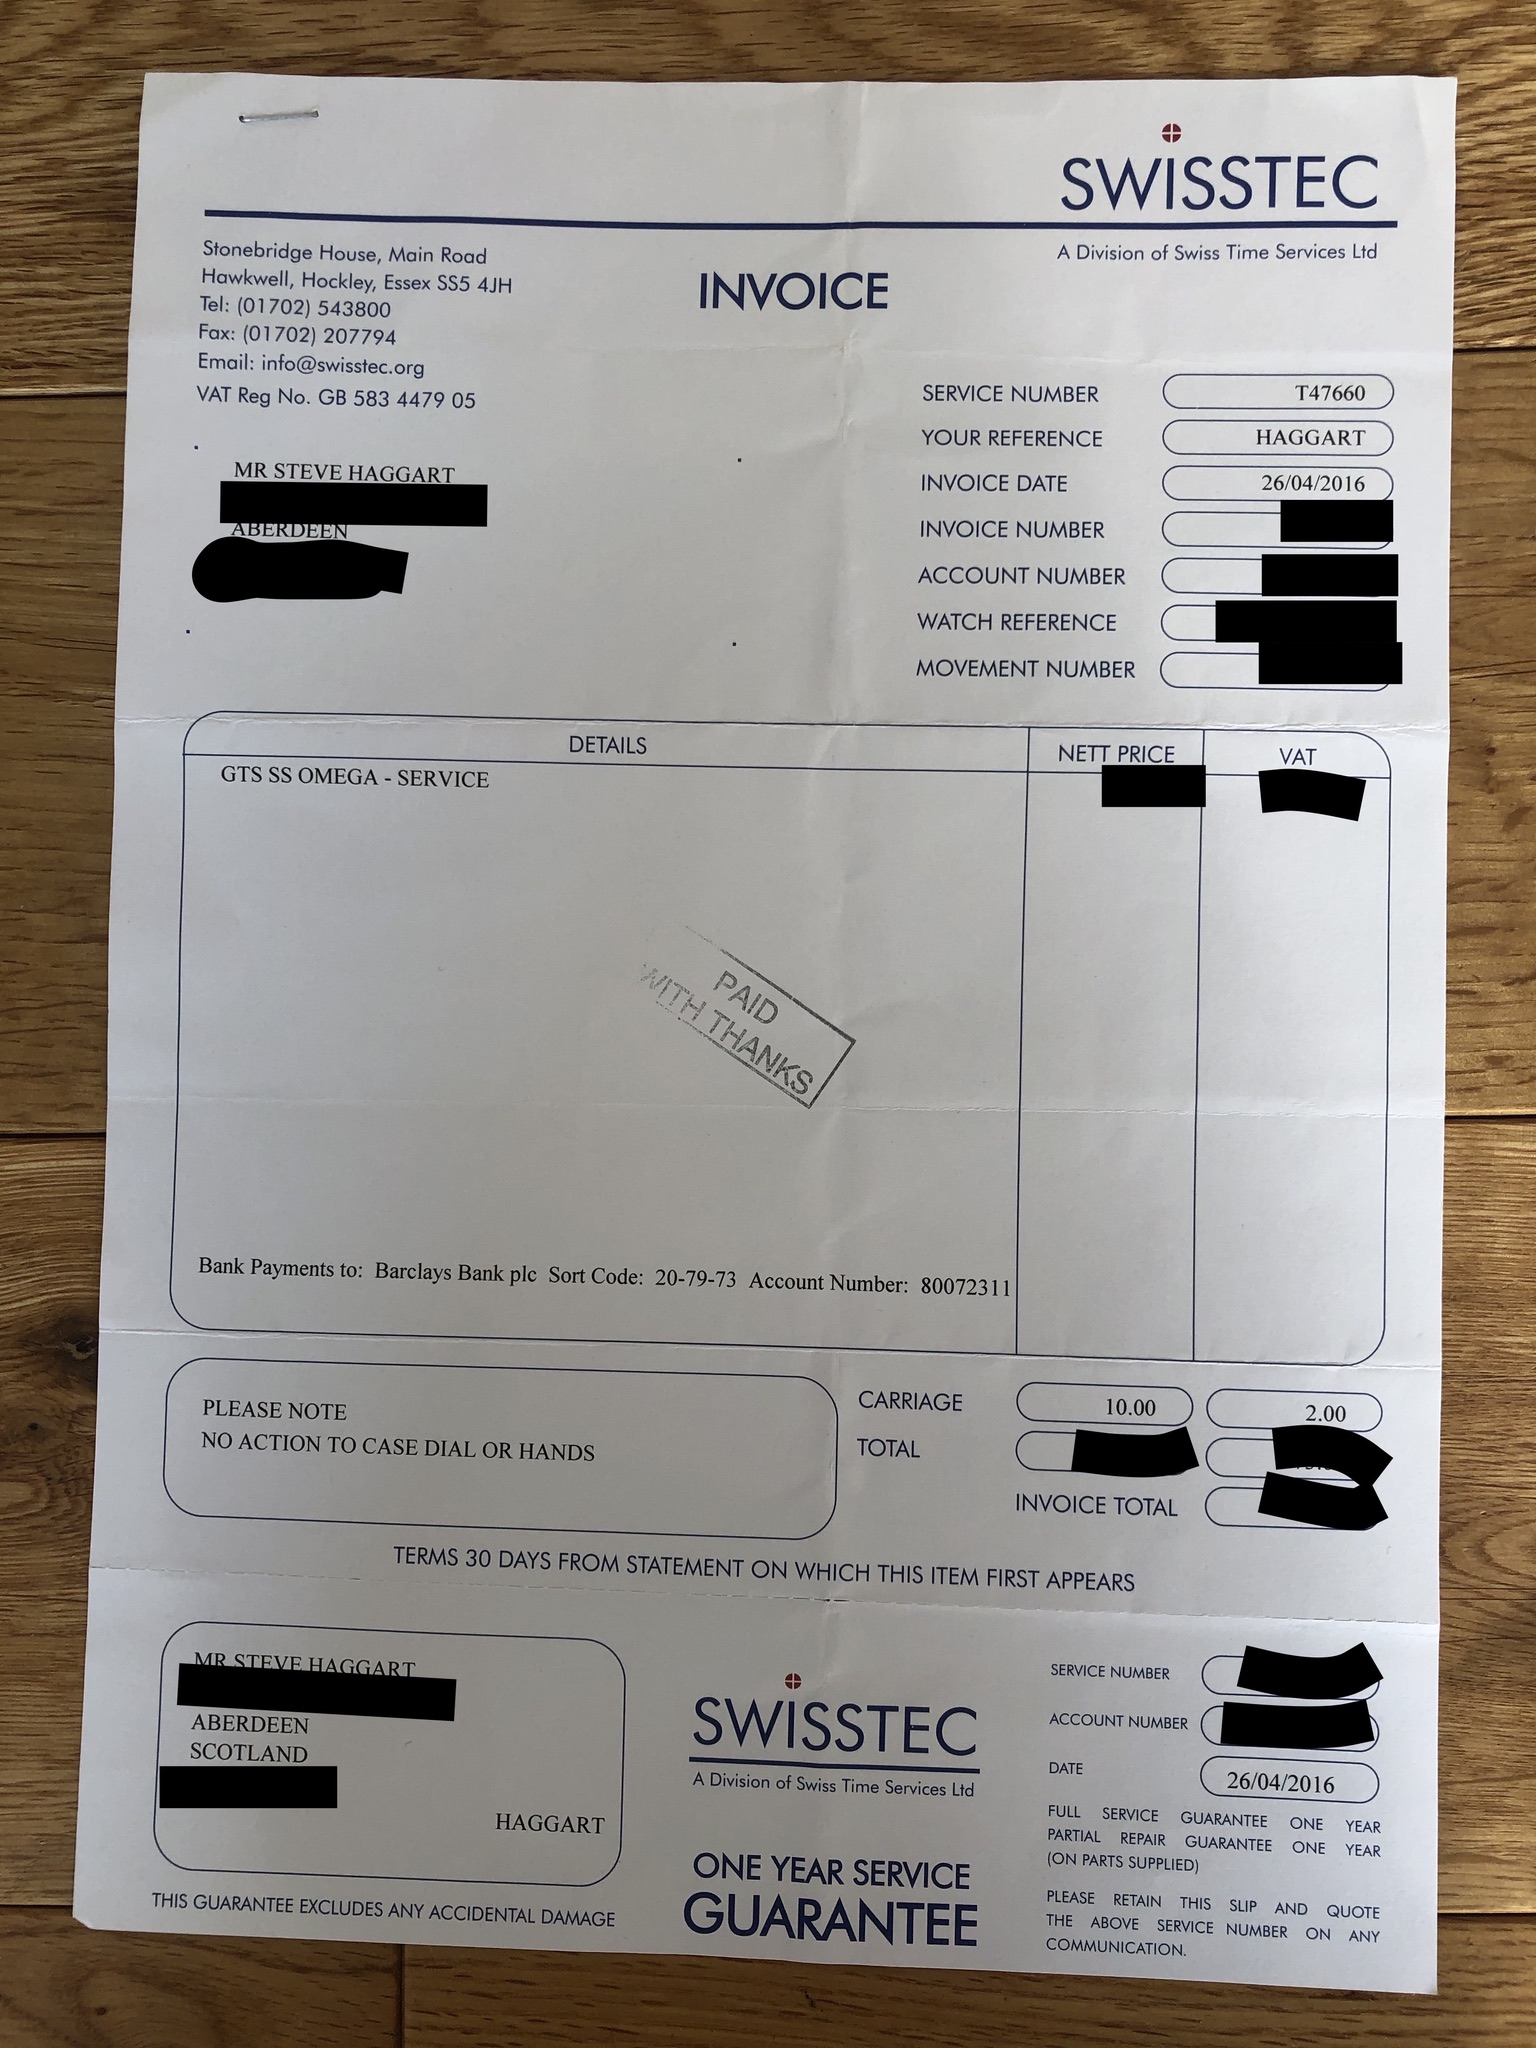 SWISSTEC
A Division of Swiss Time Services Ltd
Stonebridge House, Main Road
Hawkwell, Hockley, Essex SS5 4JH
Tel: (01702) 543800
Fax: (01702) 207794
Email: info@swisstec.org
VAT Reg No. GB 583 4479 05
INVOICE
MR STEVE HAGGART
ABERDEEN
SERVICE NUMBER T47660
YOUR REFERENCE HAGGART
INVOICE DATE 26/04/2016
INVOICE NUMBER
ACCOUNT NUMBER
WATCH REFERENCE
MOVEMENT NUMBER
DETAILS NETT PRICE VAT
GTS SS OMEGA - SERVICE
PAID
WITH THANKS
Bank Payments to: Barclays Bank plc Sort Code: 20-79-73 Account Number: 80072311
PLEASE NOTE
NO ACTION TO CASE DIAL OR HANDS
CARRIAGE 10.00 2.00
TOTAL
INVOICE TOTAL
TERMS 30 DAYS FROM STATEMENT ON WHICH THIS ITEM FIRST APPEARS
MR STEVE HAGGART
ABERDEEN
SCOTLAND
HAGGART
THIS GUARANTEE EXCLUDES ANY ACCIDENTAL DAMAGE
SWISSTEC
A Division of Swiss Time Services Ltd
ONE YEAR SERVICE
GUARANTEE
SERVICE NUMBER
ACCOUNT NUMBER
DATE 26/04/2016
FULL SERVICE GUARANTEE ONE YEAR
PARTIAL REPAIR GUARANTEE ONE YEAR
(ON PARTS SUPPLIED)
PLEASE RETAIN THIS SLIP AND QUOTE
THE ABOVE SERVICE NUMBER ON ANY
COMMUNICATION.